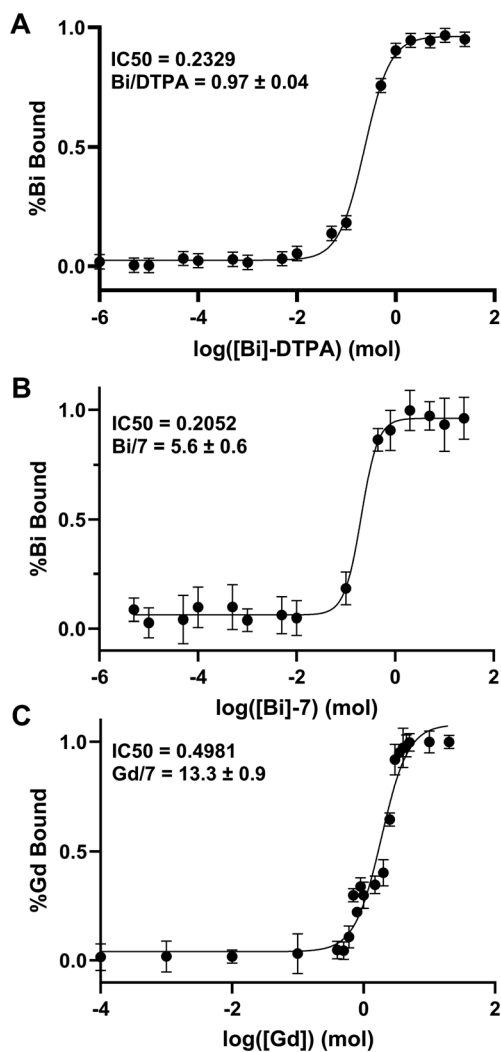 A
IC50 = 0.2329
Bi/DTPA = 0.97 ± 0.04
%Bi Bound
1.0
0.5
0.0
-6 -4 -2 0 2
log([Bi]-DTPA) (mol)
B
IC50 = 0.2052
Bi/7 = 5.6 ± 0.6
%Bi Bound
1.0
0.5
0.0
-6 -4 -2 0 2
log([Bi]-7) (mol)
C
IC50 = 0.4981
Gd/7 = 13.3 ± 0.9
%Gd Bound
1.0
0.5
0.0
-4 -2 0 2
log([Gd]) (mol)